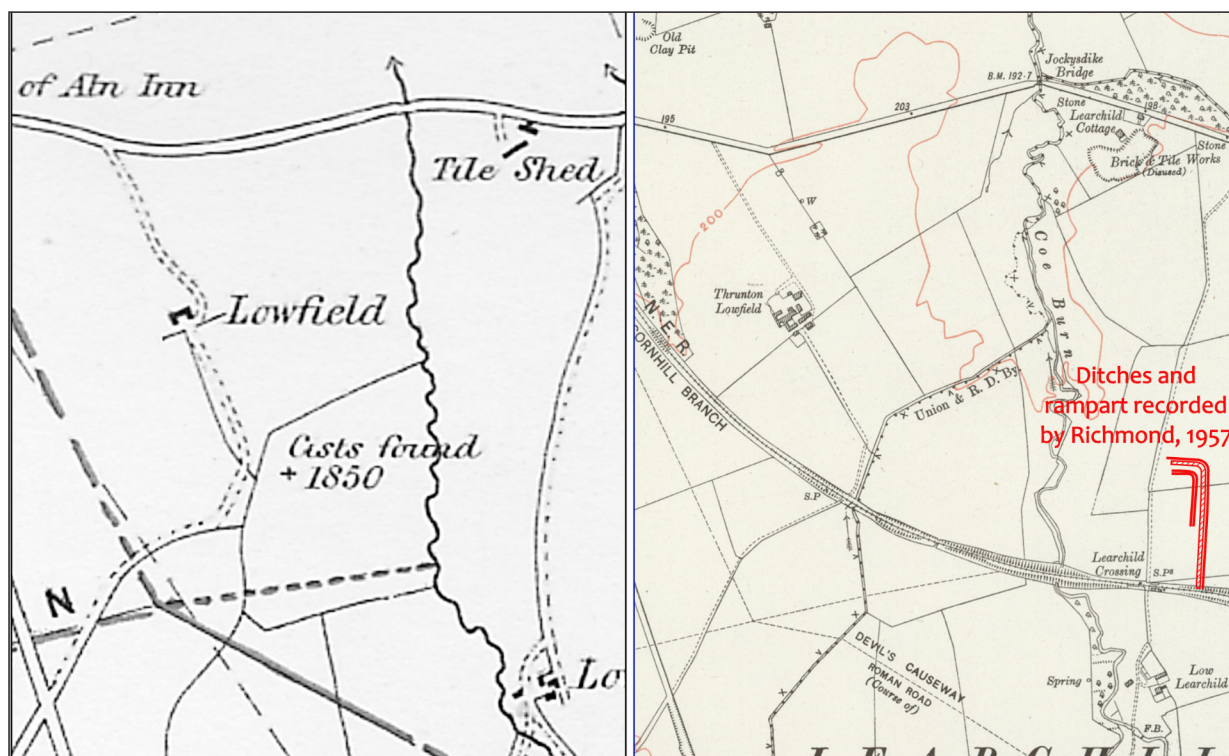 of Aln Inn
Tile Shed
Lowfield
Cists found
+ 1850
N
Lo
Old
Clay Pit
Jockysdike
Bridge
B.M. 192·7
203
195
Stone
198
Learchild
Cottage
Brick & Tile Works
(Disused)
Stone
W
200
Thrunton
Lowfield
N.E.R.
CORNHILL BRANCH
Coe Burn
Union & R. D. By.
Ditches and
rampart recorded
by Richmond, 1957
S.P
Learchild
Crossing
S.Ps
DEVIL'S CAUSEWAY
ROMAN ROAD
(Course of)
Spring
Low
Learchild
F.B.